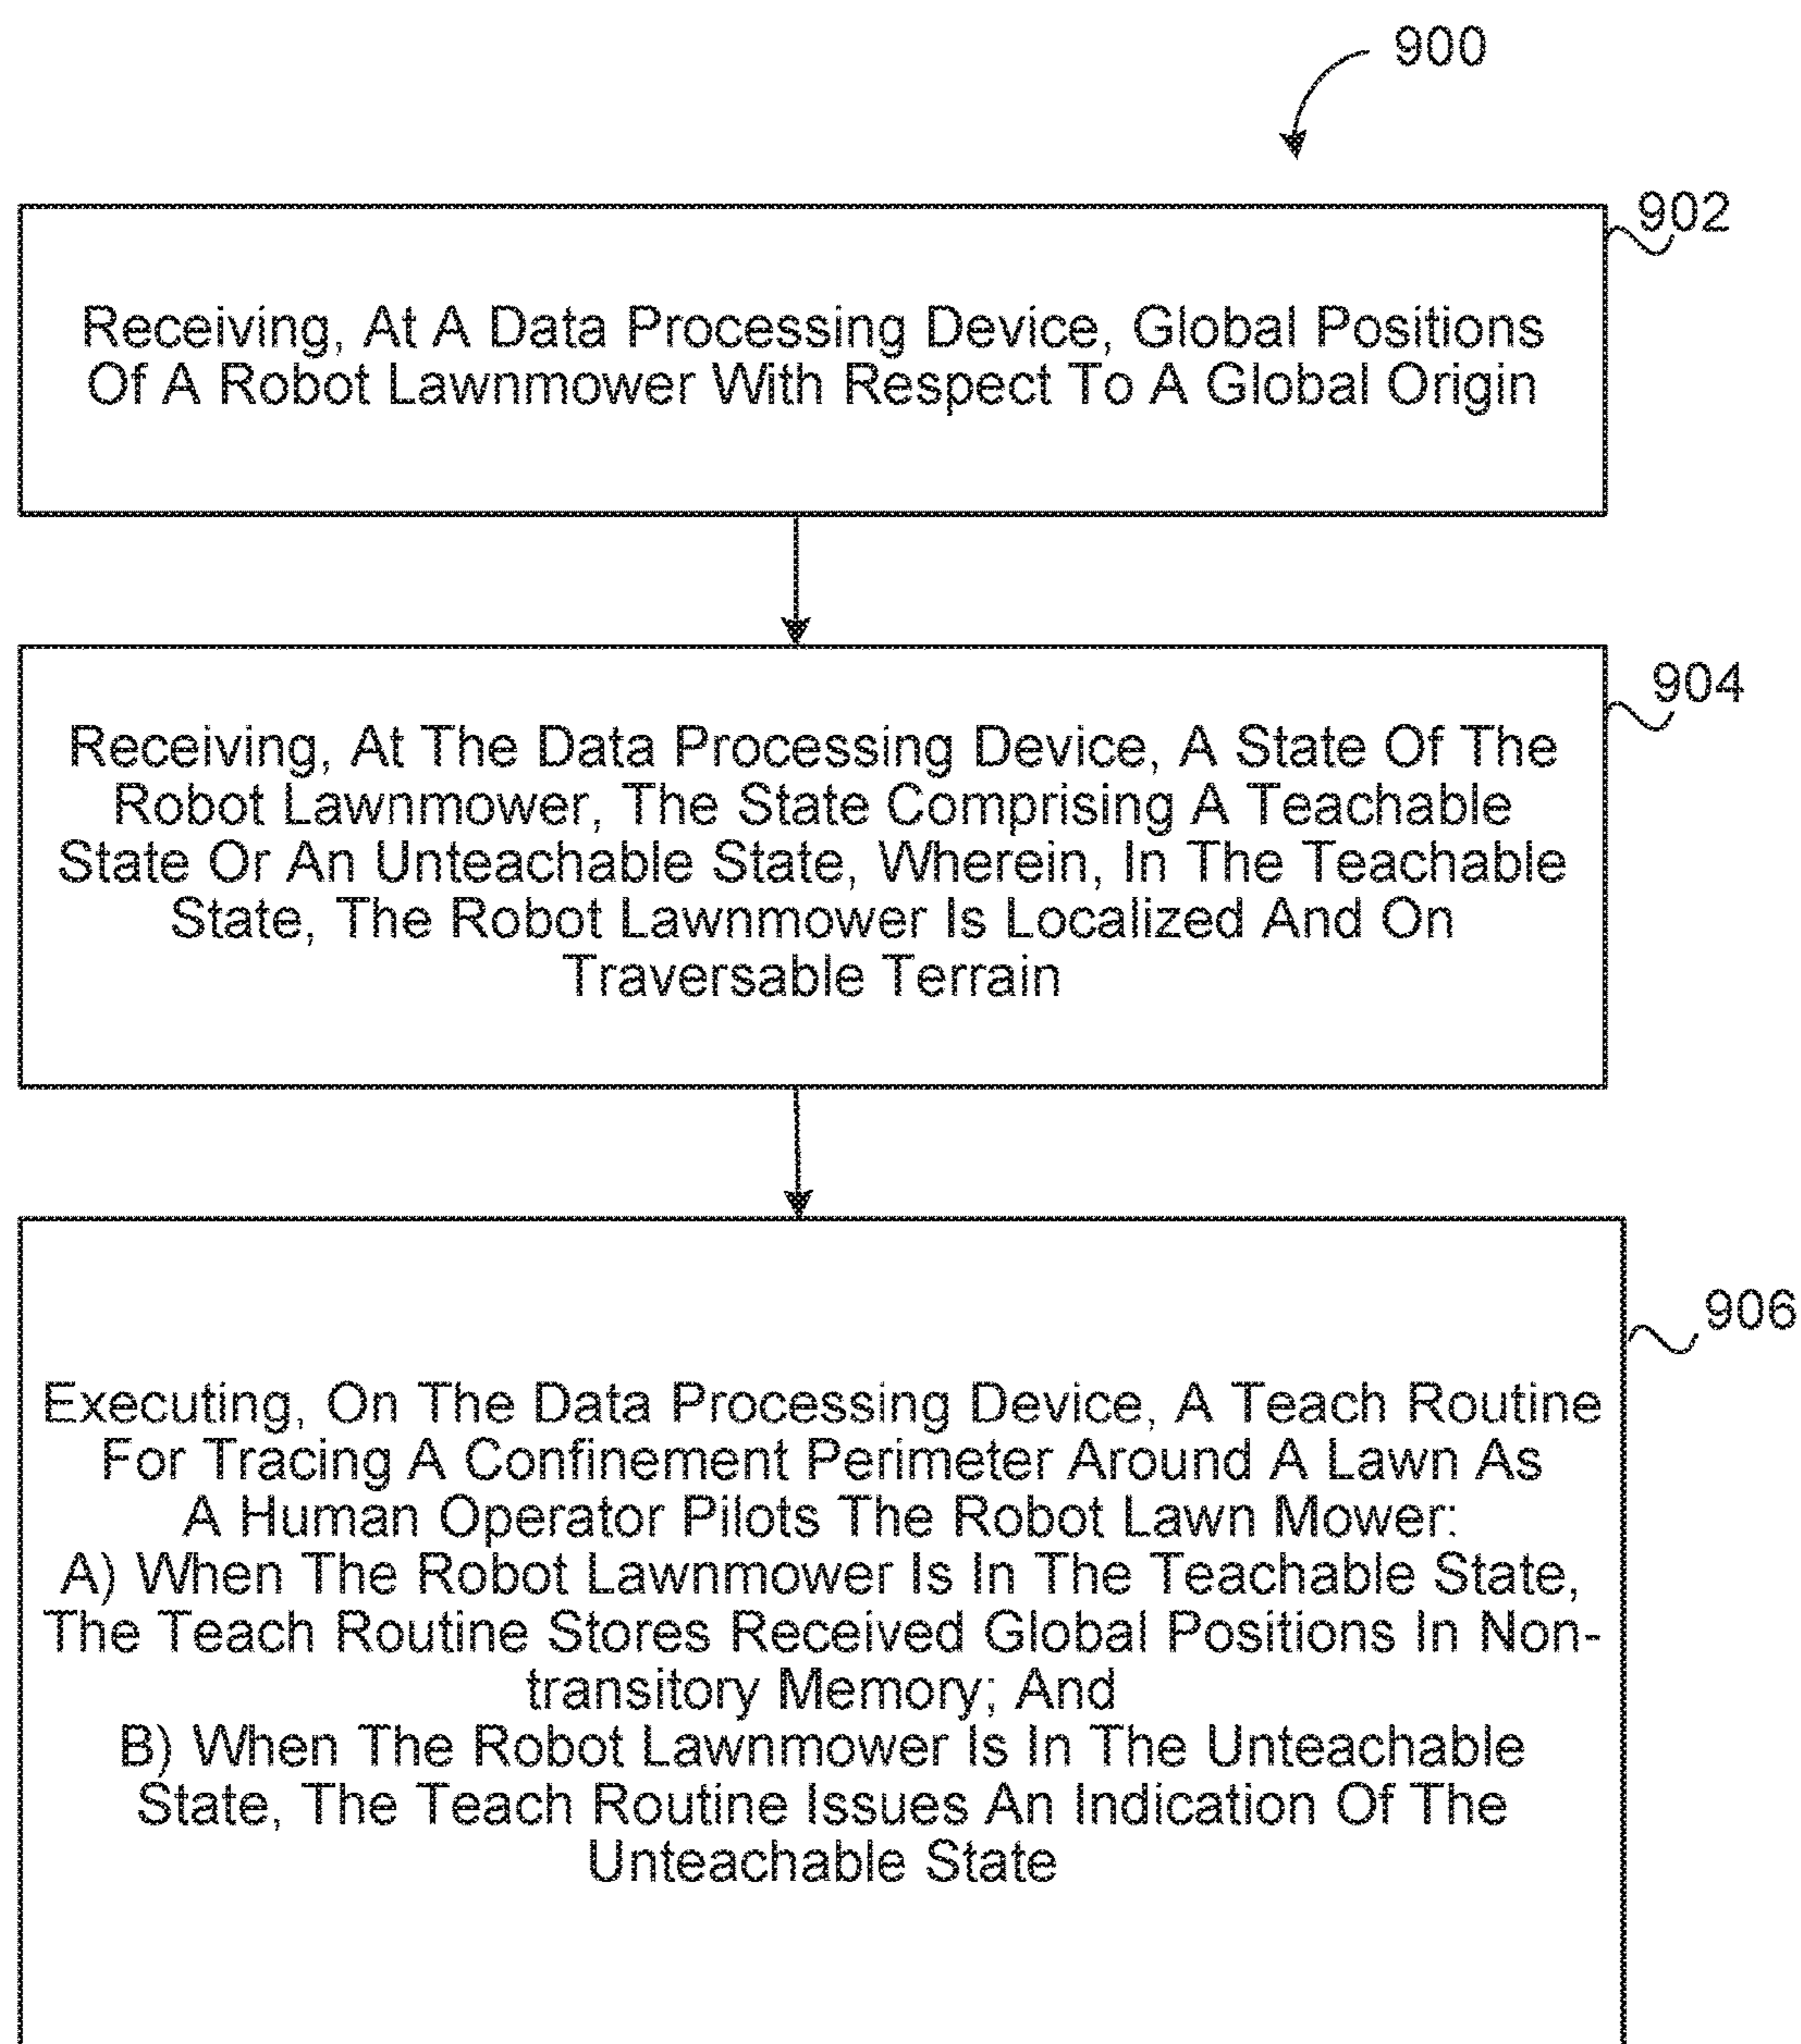 900
902
Receiving, At A Data Processing Device, Global Positions
Of A Robot Lawnmower With Respect To A Global Origin
904
Receiving, At The Data Processing Device, A State Of The
Robot Lawnmower, The State Comprising A Teachable
State Or An Unteachable State, Wherein, In The Teachable
State, The Robot Lawnmower Is Localized And On
Traversable Terrain
906
Executing, On The Data Processing Device, A Teach Routine
For Tracing A Confinement Perimeter Around A Lawn As
A Human Operator Pilots The Robot Lawn Mower:
A) When The Robot Lawnmower Is In The Teachable State,
The Teach Routine Stores Received Global Positions In Non-
transitory Memory; And
B) When The Robot Lawnmower Is In The Unteachable
State, The Teach Routine Issues An Indication Of The
Unteachable State